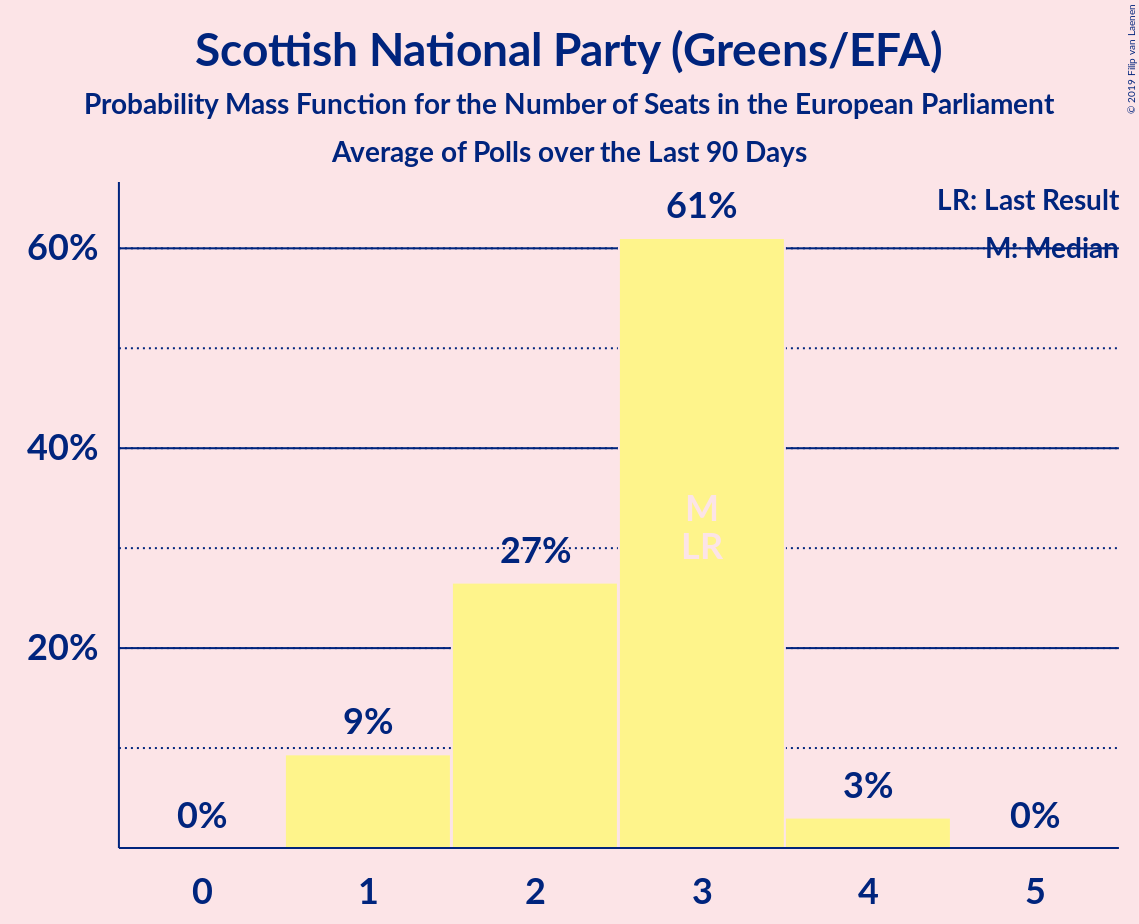 Scottish National Party (Greens/EFA)
Probability Mass Function for the Number of Seats in the European Parliament
Average of Polls over the Last 90 Days
© 2019 Filip van Laenen
LR: Last Result
M: Median
61%
60%
40%
M
LR
27%
20%
9%
3%
0%
0%
0 1 2 3 4 5